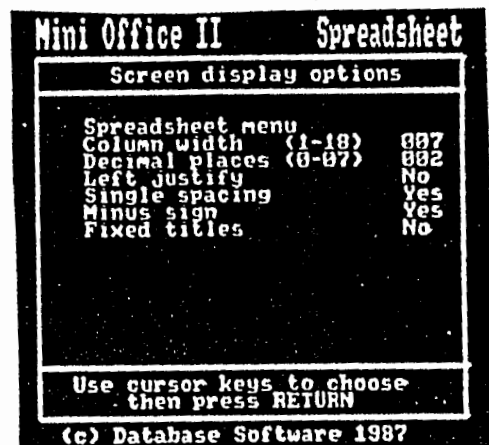 Mini Office II Spreadsheet
Screen display options
Spreadsheet menu
Column width (1-18) 007
Decimal places (0-07) 002
Left justify No
Single spacing Yes
Minus sign Yes
Fixed titles No
Use cursor keys to choose
then press RETURN
(c) Database Software 1987